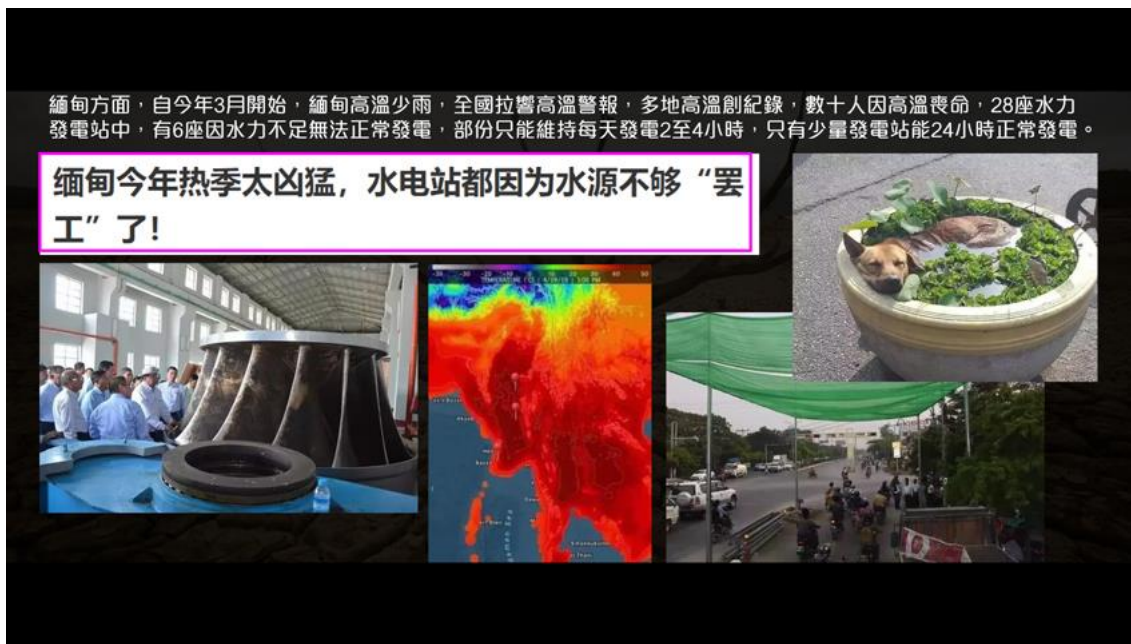 緬甸方面，自今年3月開始，緬甸高溫少雨，全國拉響高溫警報，多地高溫創紀錄，數十人因高溫喪命，28座水力
發電站中，有6座因水力不足無法正常發電，部份只能維持每天發電2至4小時，只有少量發電站能24小時正常發電。
缅甸今年热季太凶猛，水电站都因为水源不够“罢
工”了！